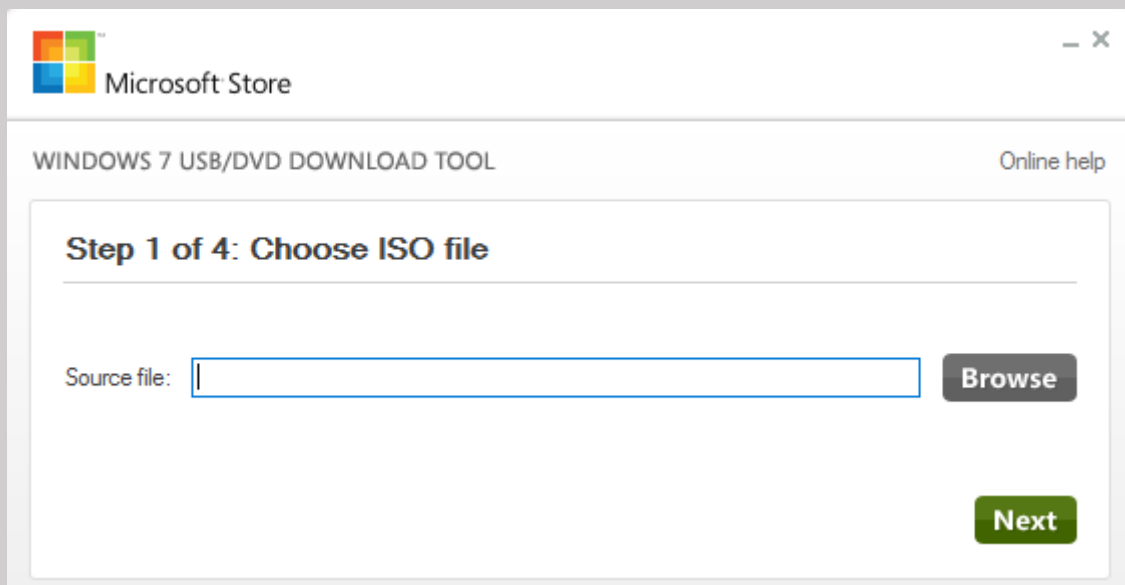 Microsoft Store
WINDOWS 7 USB/DVD DOWNLOAD TOOL
Online help
Step 1 of 4: Choose ISO file
Source file:
Browse
Next